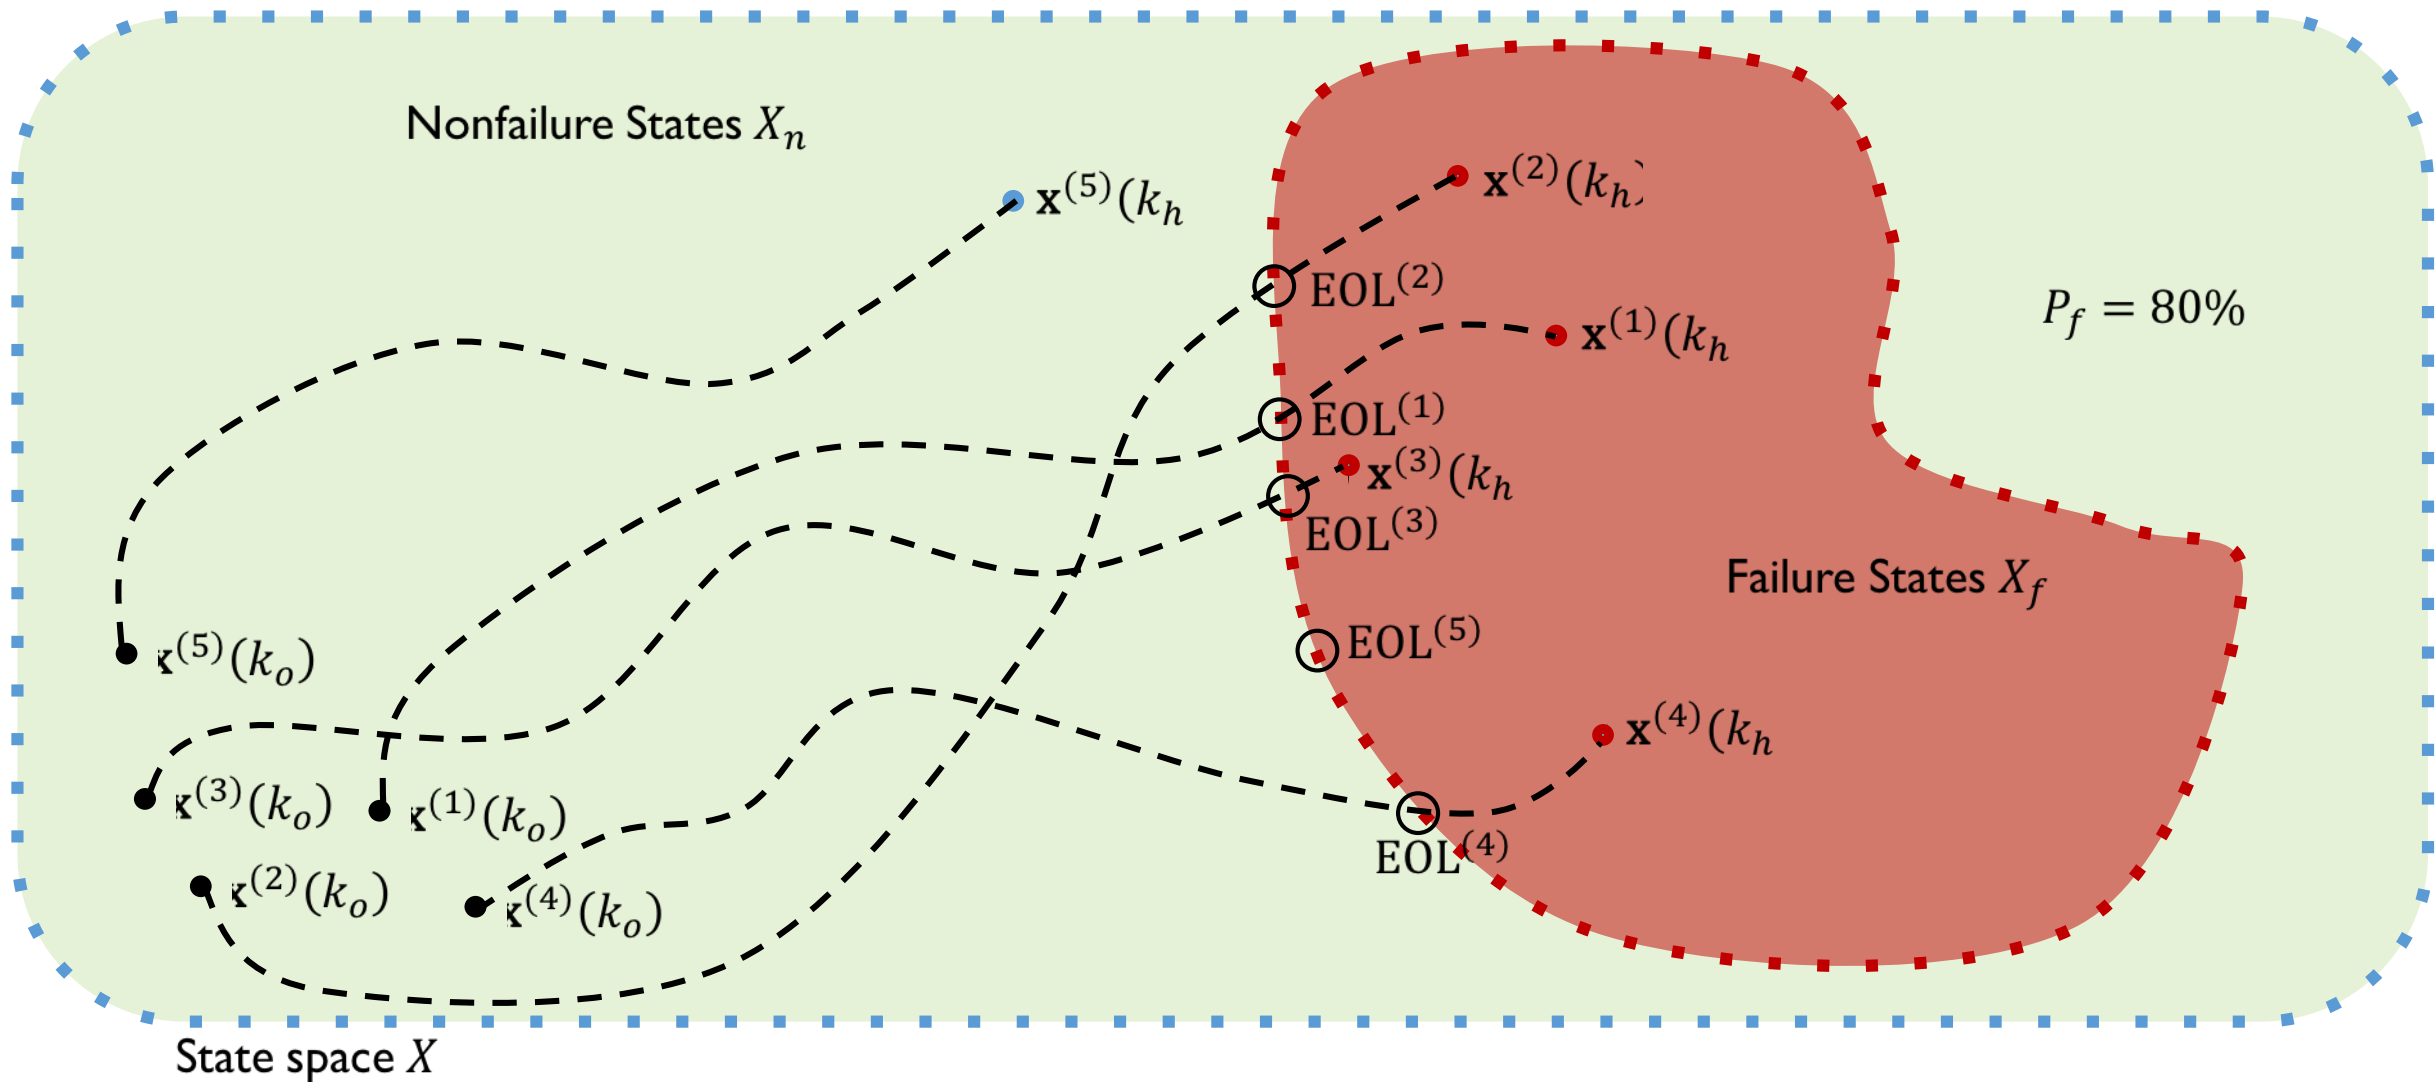 Nonfailure States Xₙ
x⁽²⁾(kₕ)
x⁽⁵⁾(kₕ
EOL⁽²⁾
P_f = 80%
x⁽¹⁾(kₕ
EOL⁽¹⁾
x⁽³⁾(kₕ
EOL⁽³⁾
Failure States X_f
EOL⁽⁵⁾
x⁽⁵⁾(kₒ)
x⁽⁴⁾(kₕ
x⁽³⁾(kₒ)
x⁽¹⁾(kₒ)
EOL⁽⁴⁾
x⁽²⁾(kₒ)
x⁽⁴⁾(kₒ)
State space X